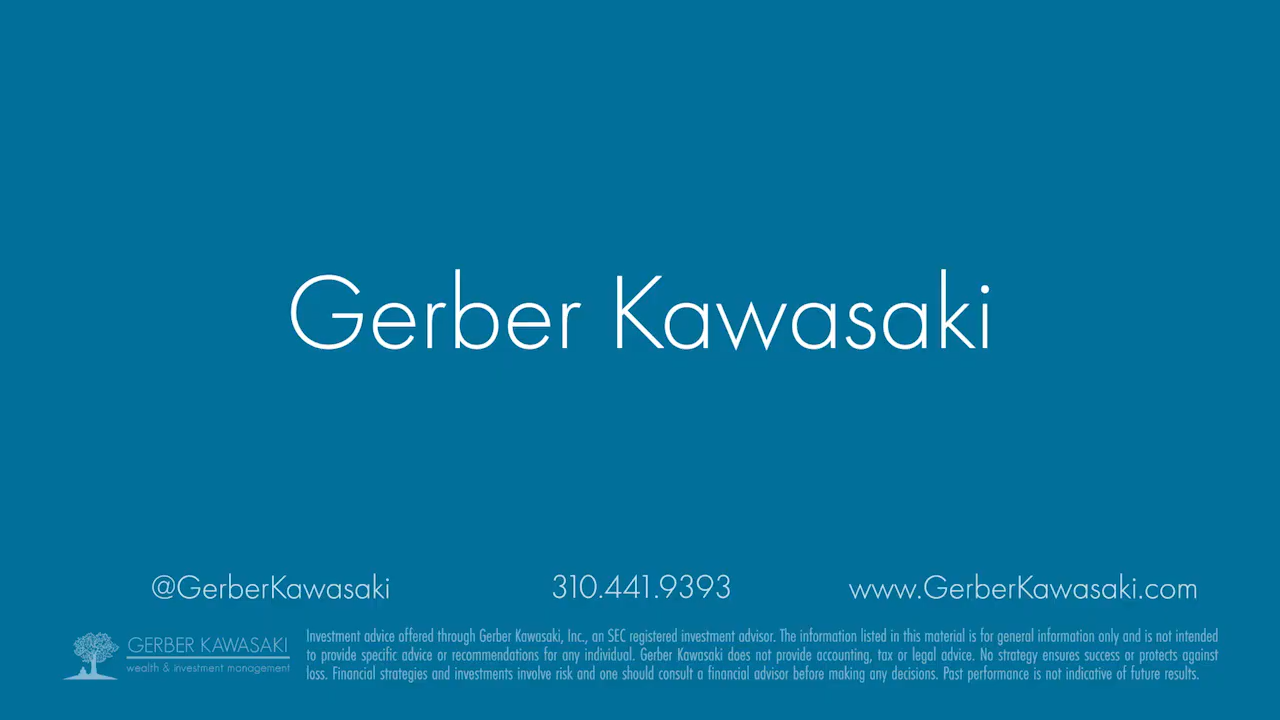 Gerber Kawasaki
@GerberKawasaki 310.441.9393 www.GerberKawasaki.com
GERBER KAWASAKI
wealth & investment management
Investment advice offered through Gerber Kawasaki, Inc., an SEC registered investment advisor. The information listed in this material is for general information only and is not intended
to provide specific advice or recommendations for any individual. Gerber Kawasaki does not provide accounting, tax or legal advice. No strategy ensures success or protects against
loss. Financial strategies and investments involve risk and one should consult a financial advisor before making any decisions. Past performance is not indicative of future results.